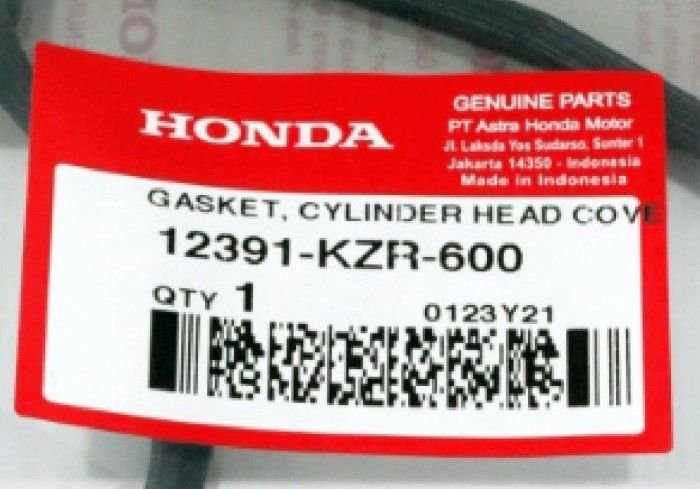 HONDA
GENUINE PARTS
PT Astra Honda Motor
Jl. Laksda Yos Sudarso, Sunter 1
Jakarta 14350 - Indonesia
Made in Indonesia
GASKET, CYLINDER HEAD COVE
12391-KZR-600
QTY 1
0123Y21